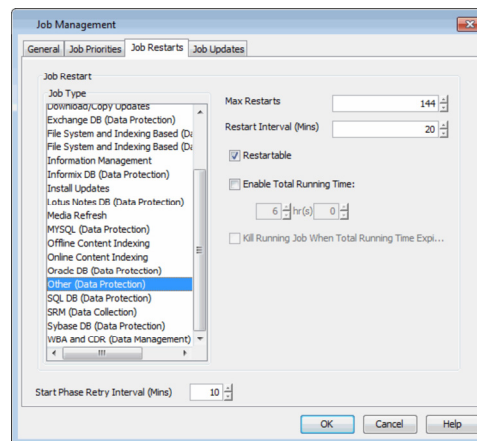 Job Management
General Job Priorities Job Restarts Job Updates
Job Restart
Job Type
Download/Copy Updates
Exchange DB (Data Protection)
File System and Indexing Based (Da
File System and Indexing Based (Da
Information Management
Informix DB (Data Protection)
Install Updates
Lotus Notes DB (Data Protection)
Media Refresh
MYSQL (Data Protection)
Offline Content Indexing
Online Content Indexing
Oracle DB (Data Protection)
Other (Data Protection)
SQL DB (Data Protection)
SRM (Data Collection)
Sybase DB (Data Protection)
WBA and CDR (Data Management)
Max Restarts 144
Restart Interval (Mins) 20
Restartable
Enable Total Running Time:
6 hr(s) 0
Kill Running Job When Total Running Time Expi...
Start Phase Retry Interval (Mins) 10
OK Cancel Help